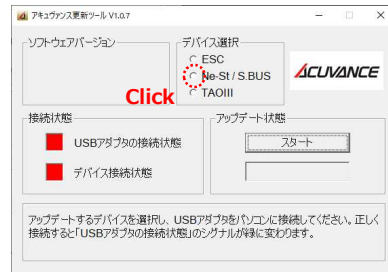 アキュヴァンス更新ツール V1.0.7
ソフトウェアバージョン
デバイス選択
ESC
Ne-St / S.BUS
TAOIII
ACUVANCE
Click
接続状態
USBアダプタの接続状態
デバイス接続状態
アップデート状態
スタート
アップデートするデバイスを選択し、USBアダプタをパソコンに接続してください。正しく
接続すると「USBアダプタの接続状態」のシグナルが緑に変わります。